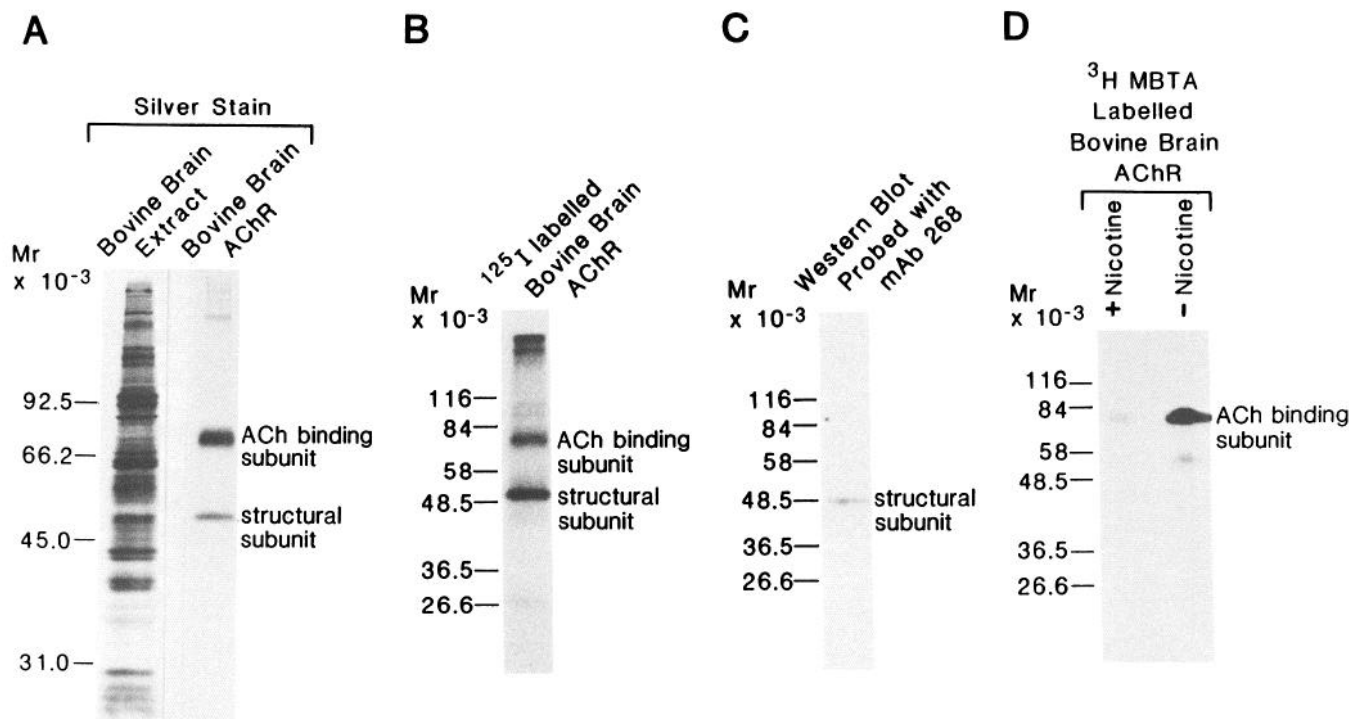 A
Silver Stain
Bovine Brain
Extract
Bovine Brain
AChR
Mr
x 10-3
92.5
66.2
45.0
31.0
ACh binding
subunit
structural
subunit
B
125I labelled
Bovine Brain
AChR
Mr
x 10-3
116
84
58
48.5
36.5
26.6
ACh binding
subunit
structural
subunit
C
Western Blot
Probed with
mAb 268
Mr
x 10-3
116
84
58
48.5
36.5
26.6
structural
subunit
D
3H MBTA
Labelled
Bovine Brain
AChR
+ Nicotine
- Nicotine
Mr
x 10-3
116
84
58
48.5
36.5
26.6
ACh binding
subunit